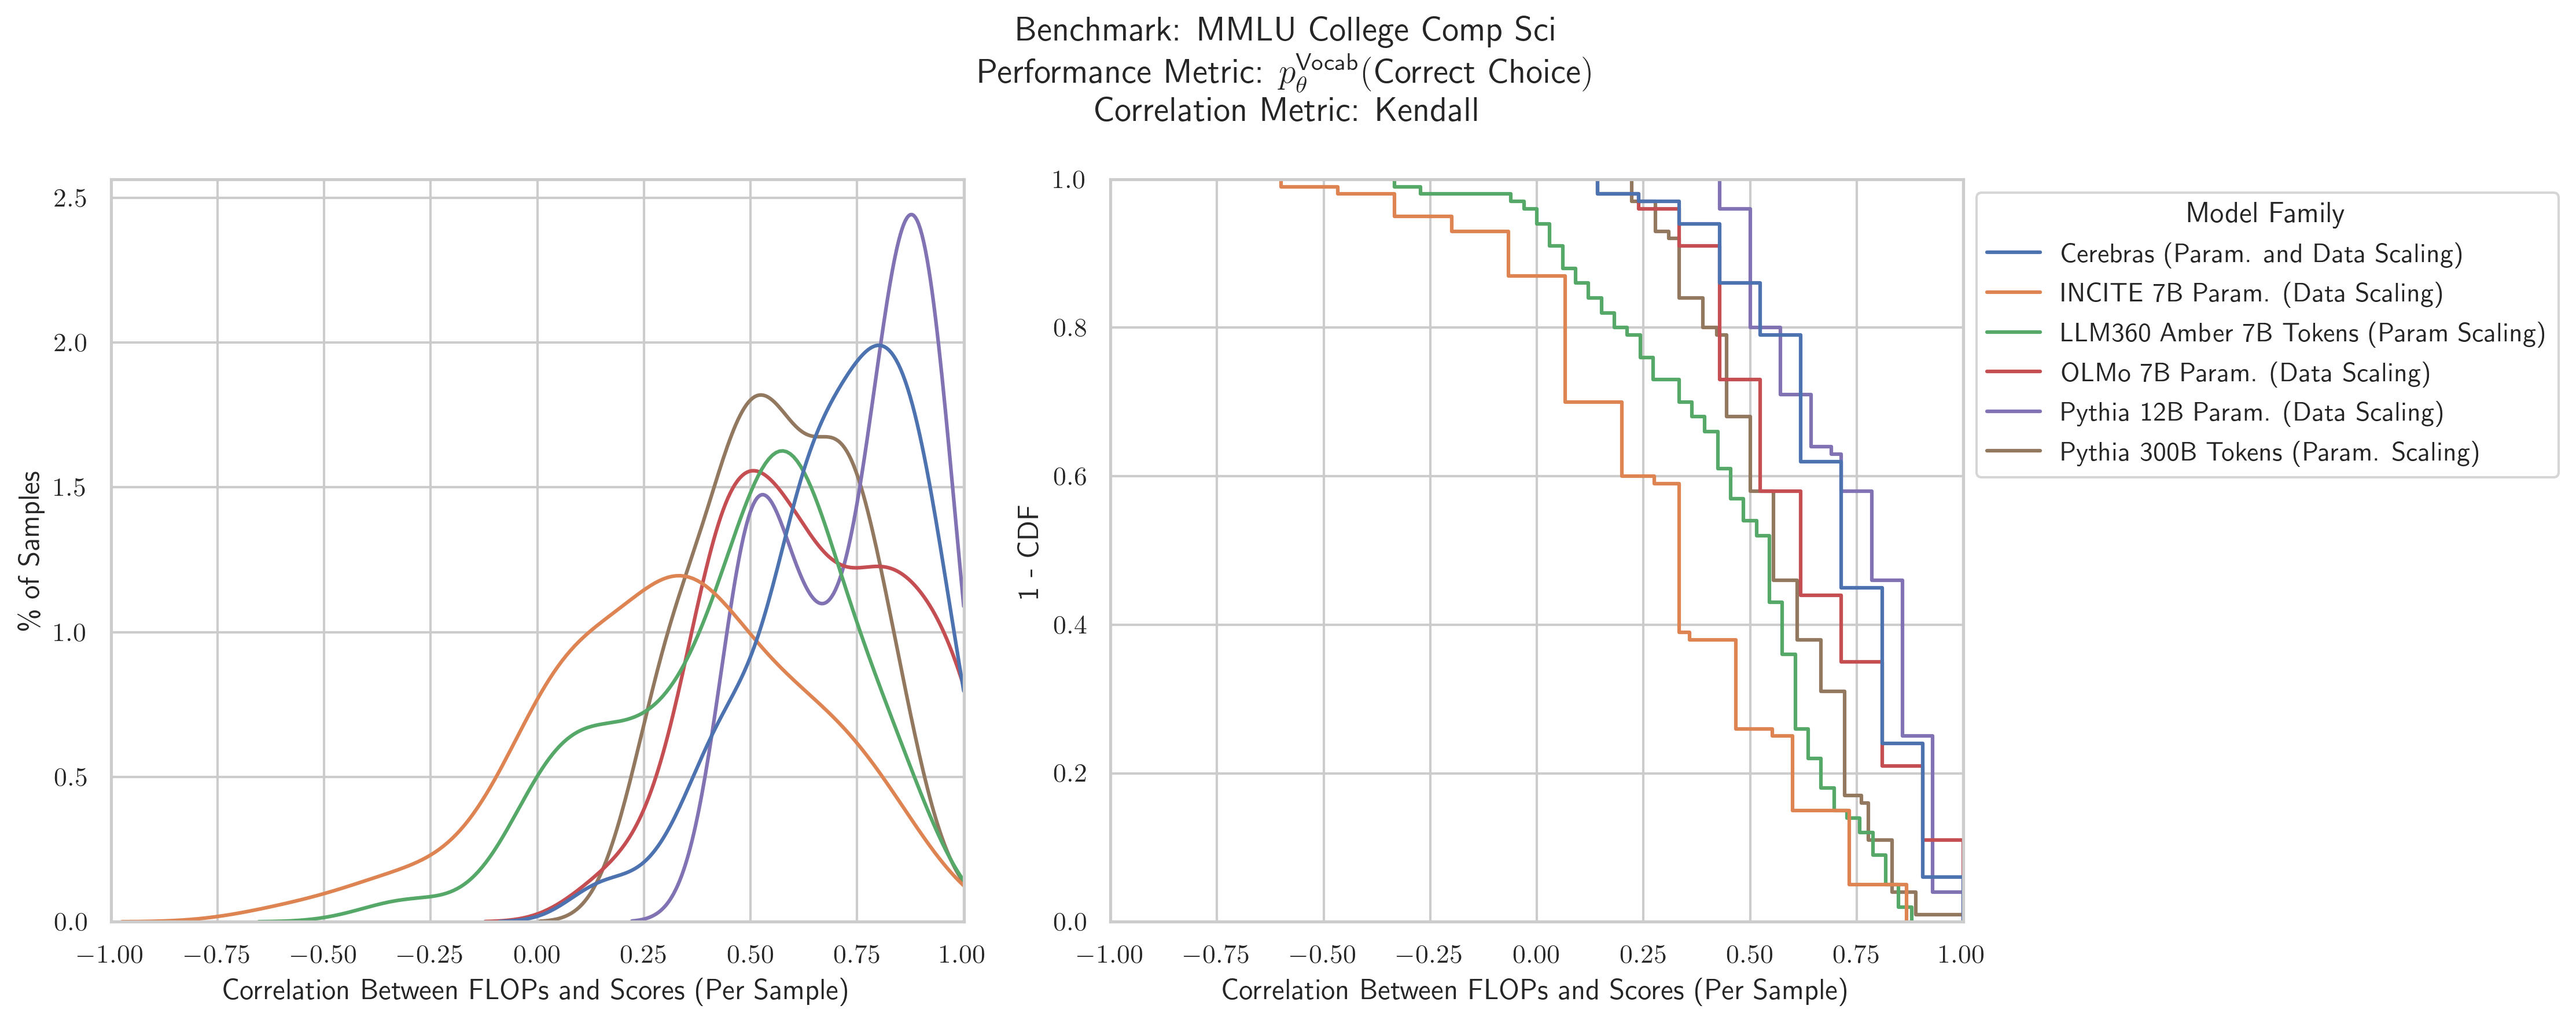 Benchmark: MMLU College Comp Sci
Performance Metric: $p_\theta^{\text{Vocab}}$(Correct Choice)
Correlation Metric: Kendall
% of Samples
2.5
2.0
1.5
1.0
0.5
0.0
−1.00 −0.75 −0.50 −0.25 0.00 0.25 0.50 0.75 1.00
Correlation Between FLOPs and Scores (Per Sample)
1 - CDF
1.0
0.8
0.6
0.4
0.2
0.0
−1.00 −0.75 −0.50 −0.25 0.00 0.25 0.50 0.75 1.00
Correlation Between FLOPs and Scores (Per Sample)
Model Family
Cerebras (Param. and Data Scaling)
INCITE 7B Param. (Data Scaling)
LLM360 Amber 7B Tokens (Param Scaling)
OLMo 7B Param. (Data Scaling)
Pythia 12B Param. (Data Scaling)
Pythia 300B Tokens (Param. Scaling)